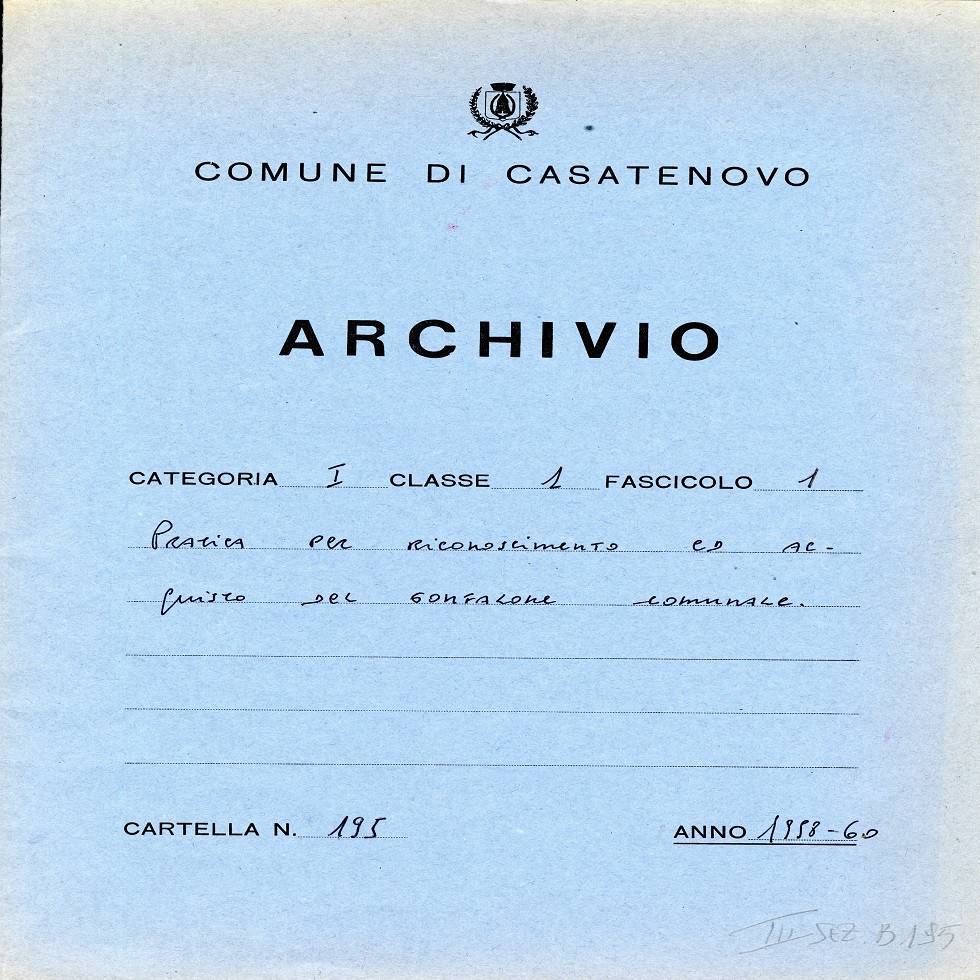 COMUNE DI CASATENOVO
ARCHIVIO
CATEGORIA I CLASSE 1 FASCICOLO 1
Pratica per riconoscimento ed ac-
quisto del gonfalone comunale.
CARTELLA N. 195
ANNO 1958-60
III SEZ. B. 195